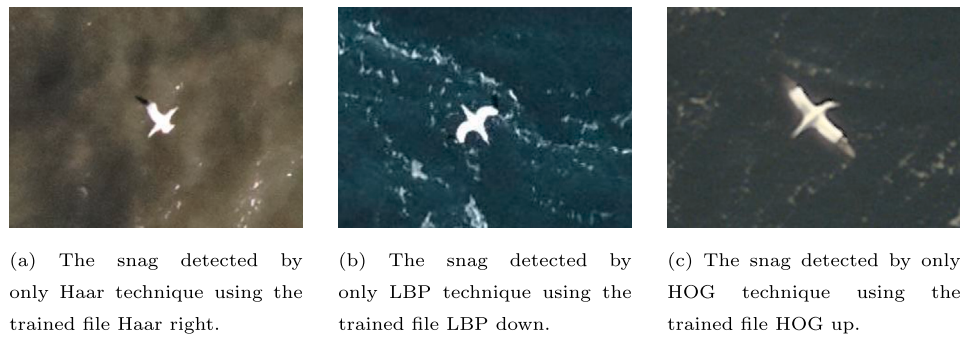 (a) The snag detected by
only Haar technique using the
trained file Haar right.
(b) The snag detected by
only LBP technique using the
trained file LBP down.
(c) The snag detected by only
HOG technique using the
trained file HOG up.